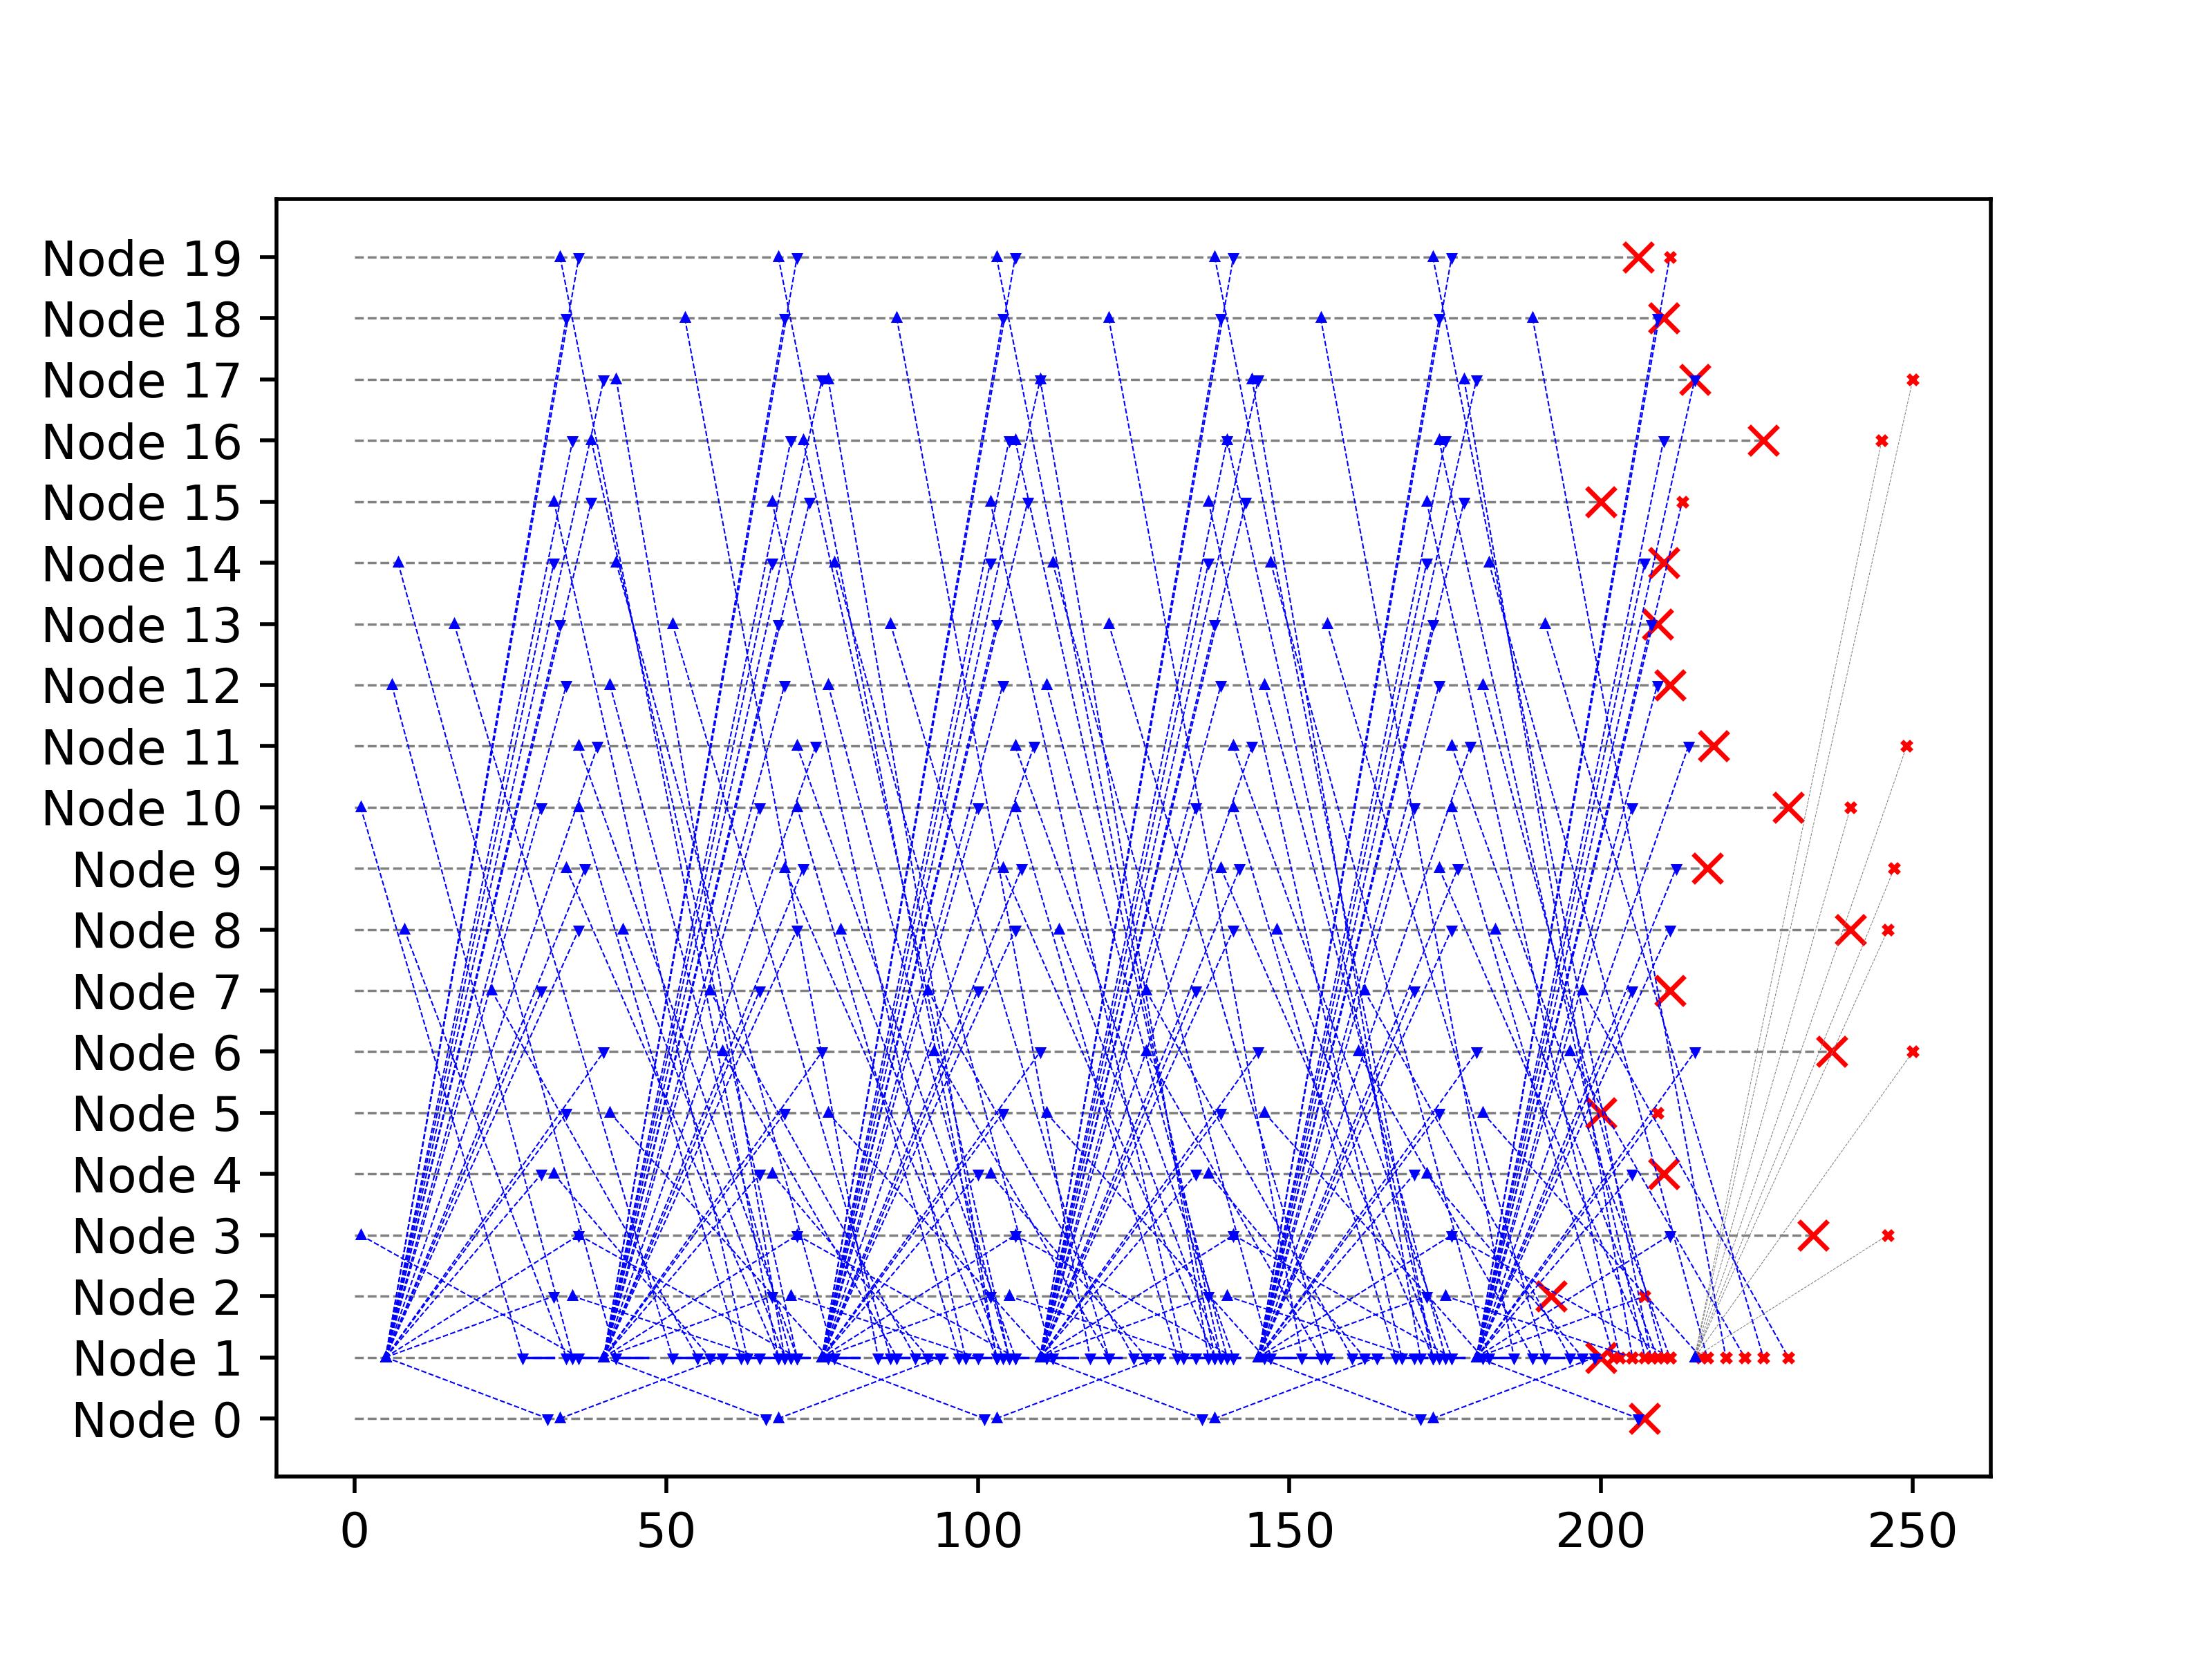 Node 19
Node 18
Node 17
Node 16
Node 15
Node 14
Node 13
Node 12
Node 11
Node 10
Node 9
Node 8
Node 7
Node 6
Node 5
Node 4
Node 3
Node 2
Node 1
Node 0
0 50 100 150 200 250